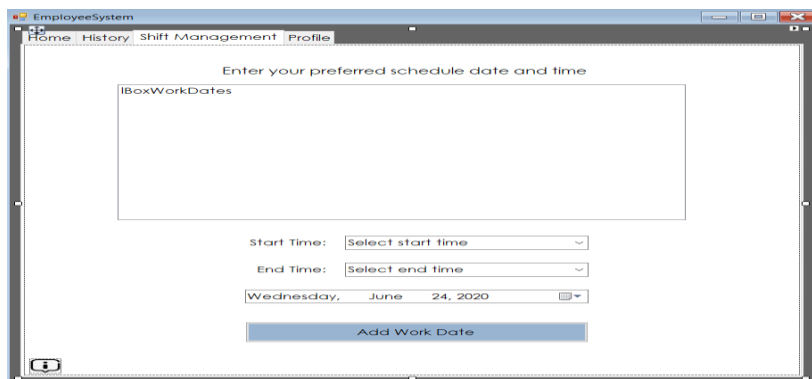 EmployeeSystem
Home History Shift Management Profile
Enter your preferred schedule date and time
lBoxWorkDates
Start Time: Select start time
End Time: Select end time
Wednesday, June 24, 2020
Add Work Date